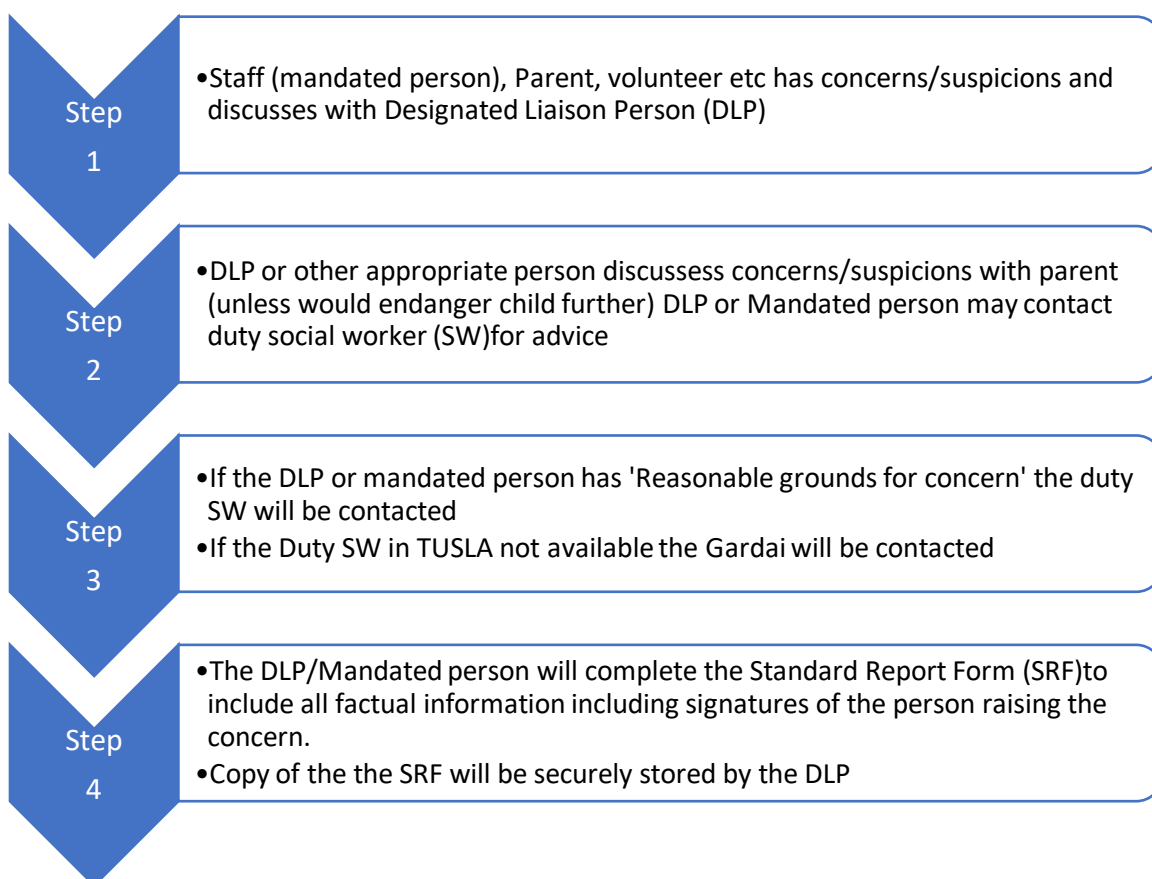 Step
1
•Staff (mandated person), Parent, volunteer etc has concerns/suspicions and
discusses with Designated Liaison Person (DLP)
Step
2
•DLP or other appropriate person discussess concerns/suspicions with parent
(unless would endanger child further) DLP or Mandated person may contact
duty social worker (SW)for advice
Step
3
•If the DLP or mandated person has 'Reasonable grounds for concern' the duty
SW will be contacted
•If the Duty SW in TUSLA not available the Gardai will be contacted
Step
4
•The DLP/Mandated person will complete the Standard Report Form (SRF)to
include all factual information including signatures of the person raising the
concern.
•Copy of the the SRF will be securely stored by the DLP